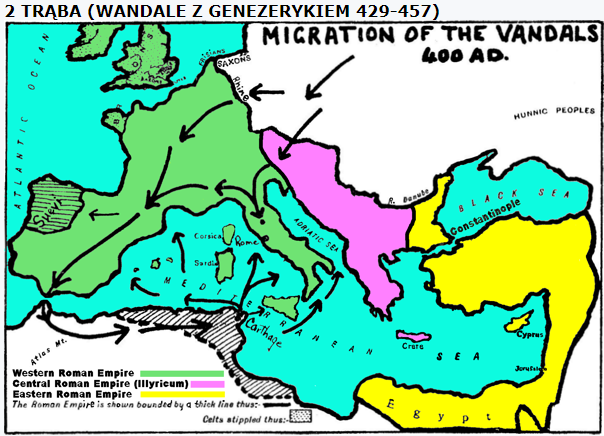 2 TRĄBA (WANDALE Z GENEZERYKIEM 429-457)
MIGRATION OF THE VANDALS
400 AD.
ATLANTIC OCEAN
FRISIANS
SAXONS
Rhine
HUNNIC PEOPLES
R. Danube
BLACK SEA
Constantinople
Suevi
ADRIATIC SEA
Corsica
Rome
Sardin
MEDITERRANEAN SEA
Carthage
Crete
Cyprus
Jerusalem
Atlas Mt.
Egypt
Western Roman Empire
Central Roman Empire (Illyricum)
Eastern Roman Empire
The Roman Empire is shown bounded by a thick line thus:-
Celts stippled thus:-